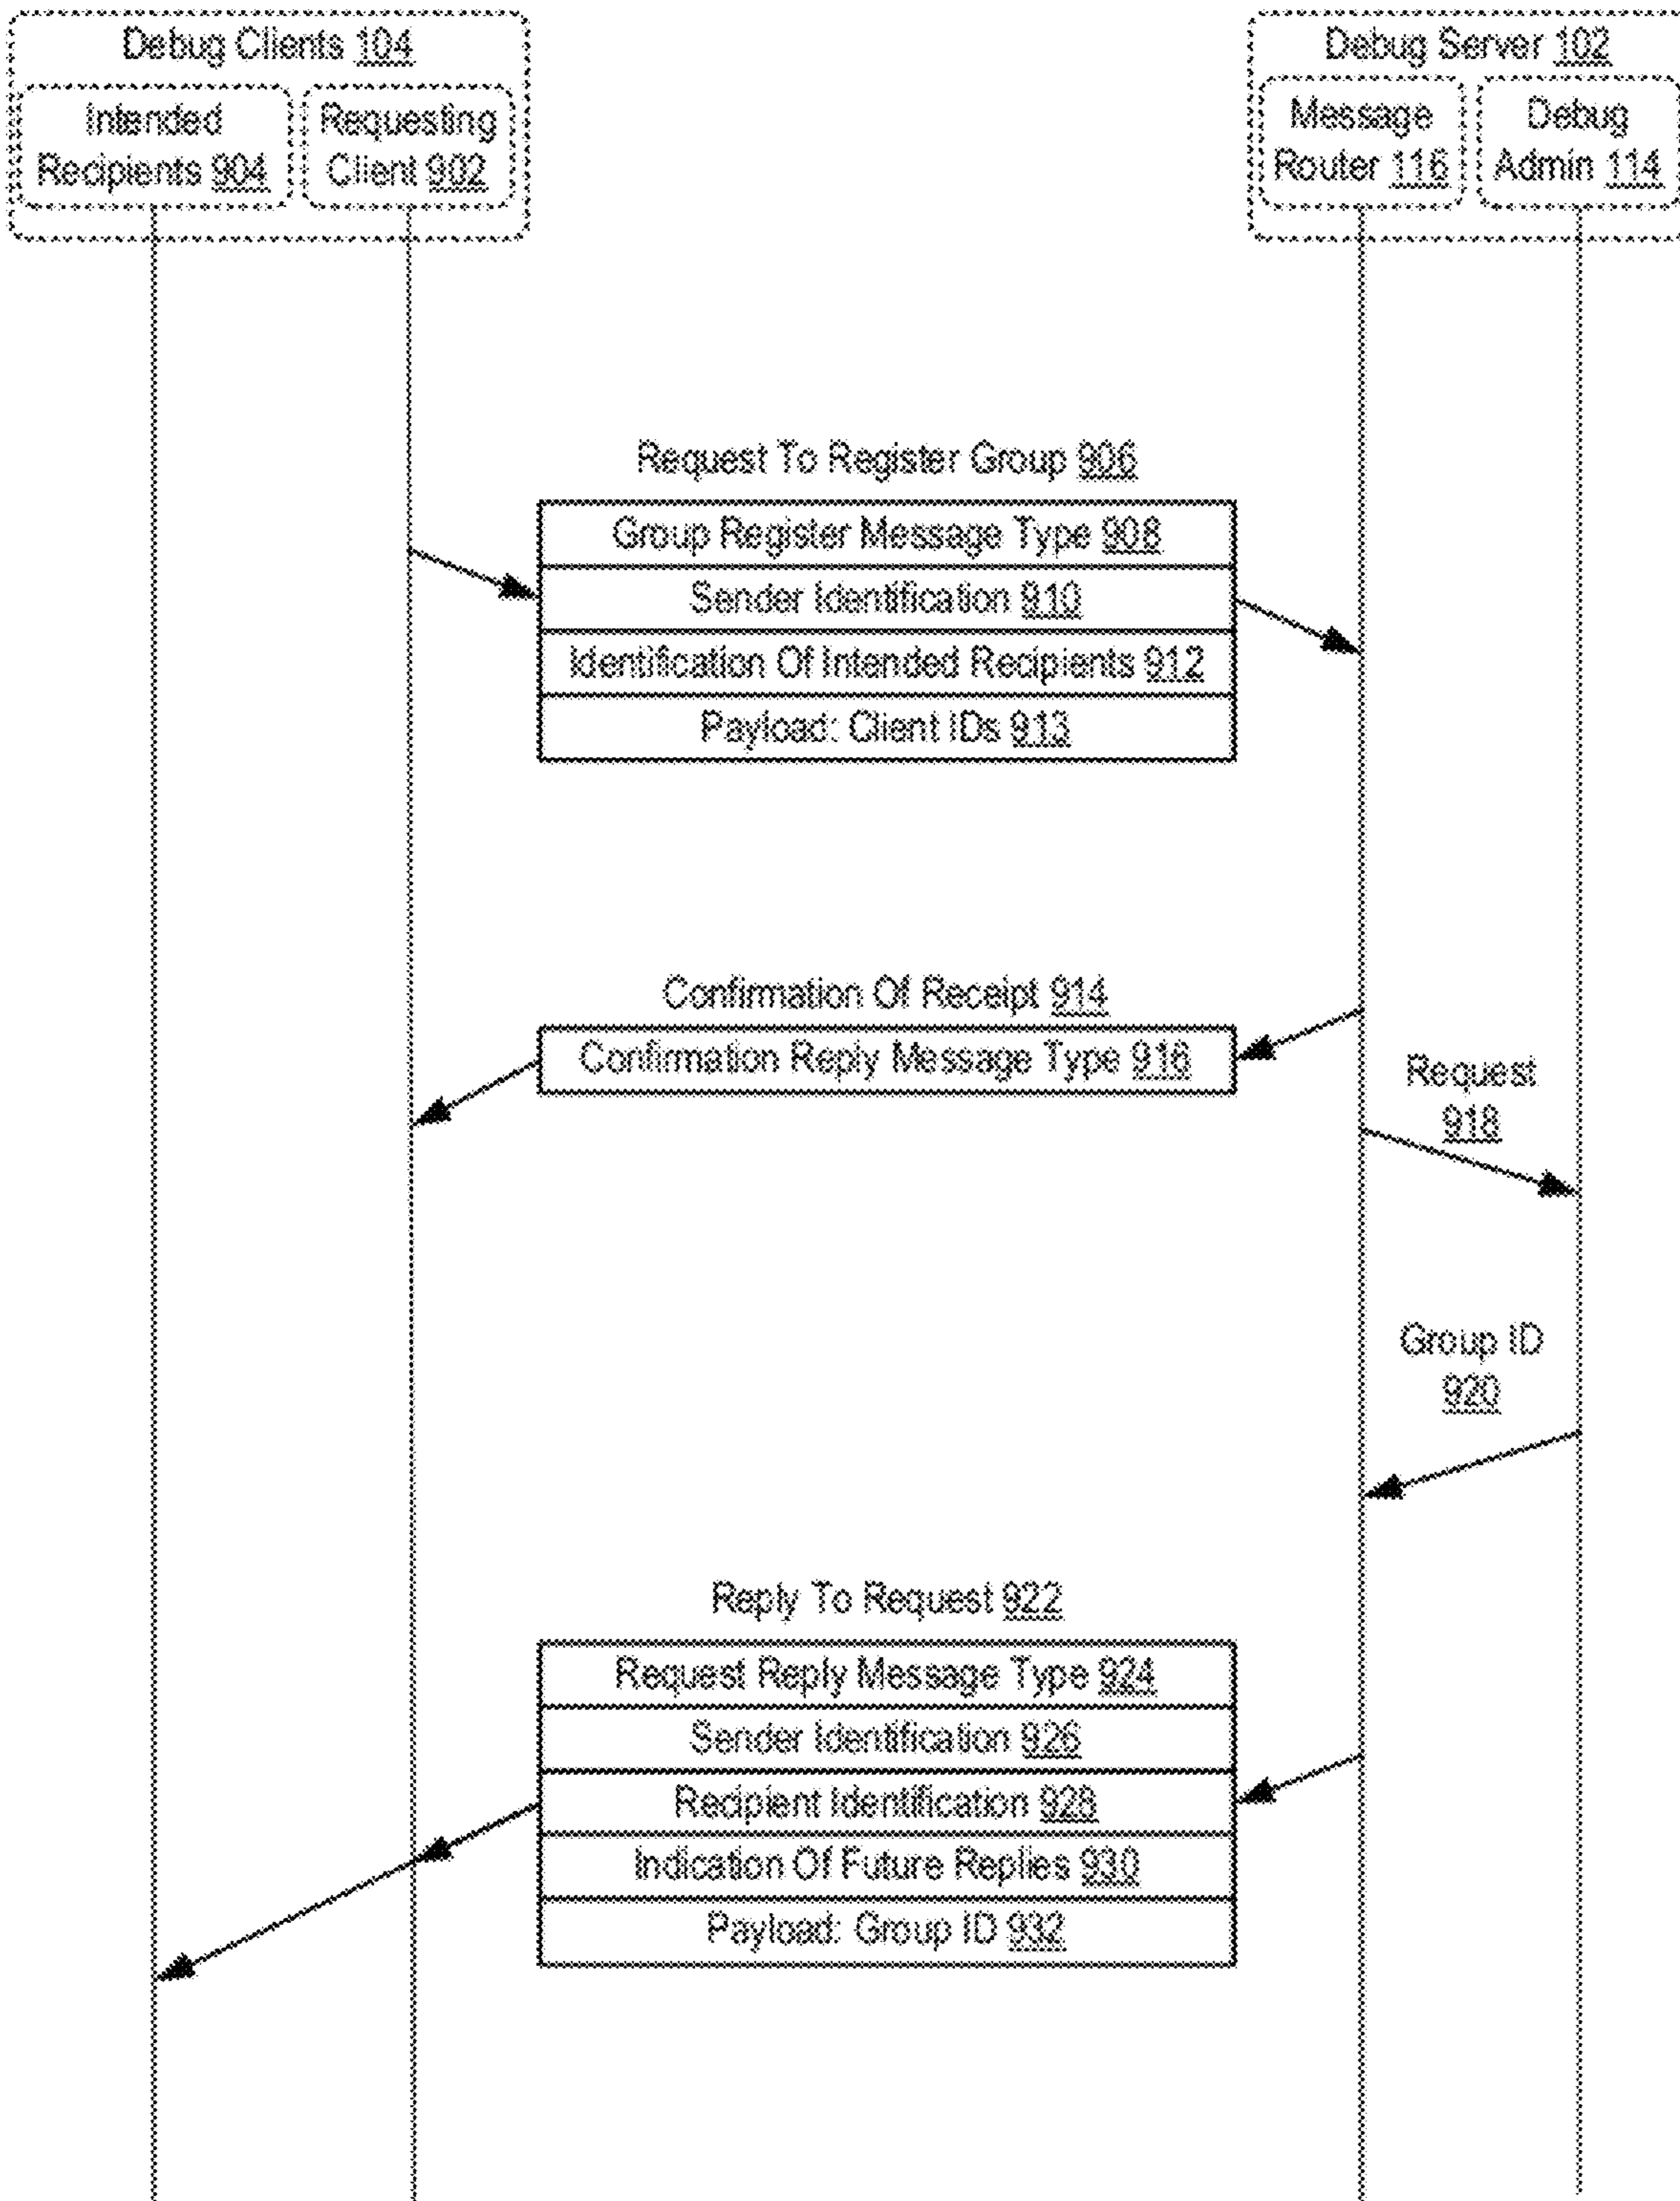 Debug Clients 104
Intended
Recipients 904
Requesting
Client 902
Debug Server 102
Message
Router 116
Debug
Admin 114
Request To Register Group 906
Group Register Message Type 908
Sender Identification 910
Identification Of Intended Recipients 912
Payload: Client IDs 913
Confirmation Of Receipt 914
Confirmation Reply Message Type 916
Request
918
Group ID
920
Reply To Request 922
Request Reply Message Type 924
Sender Identification 926
Recipient Identification 928
Indication Of Future Replies 930
Payload: Group ID 932